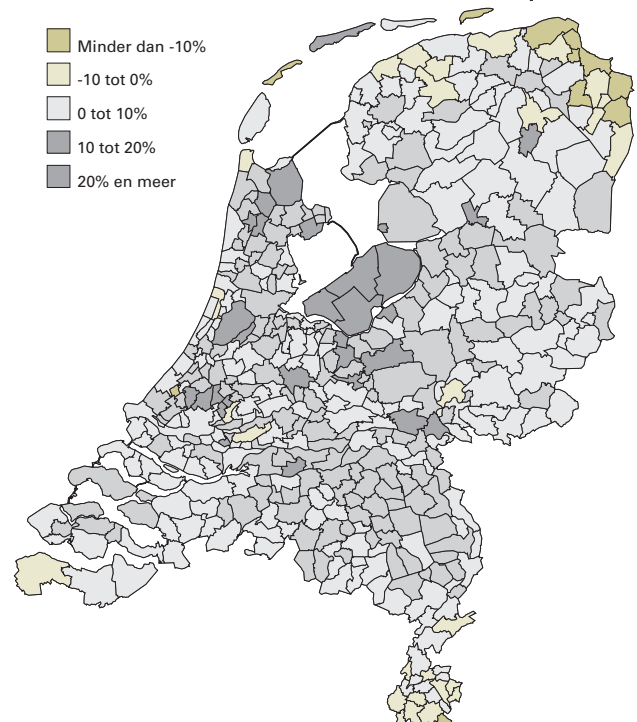 Minder dan -10%
-10 tot 0%
0 tot 10%
10 tot 20%
20% en meer